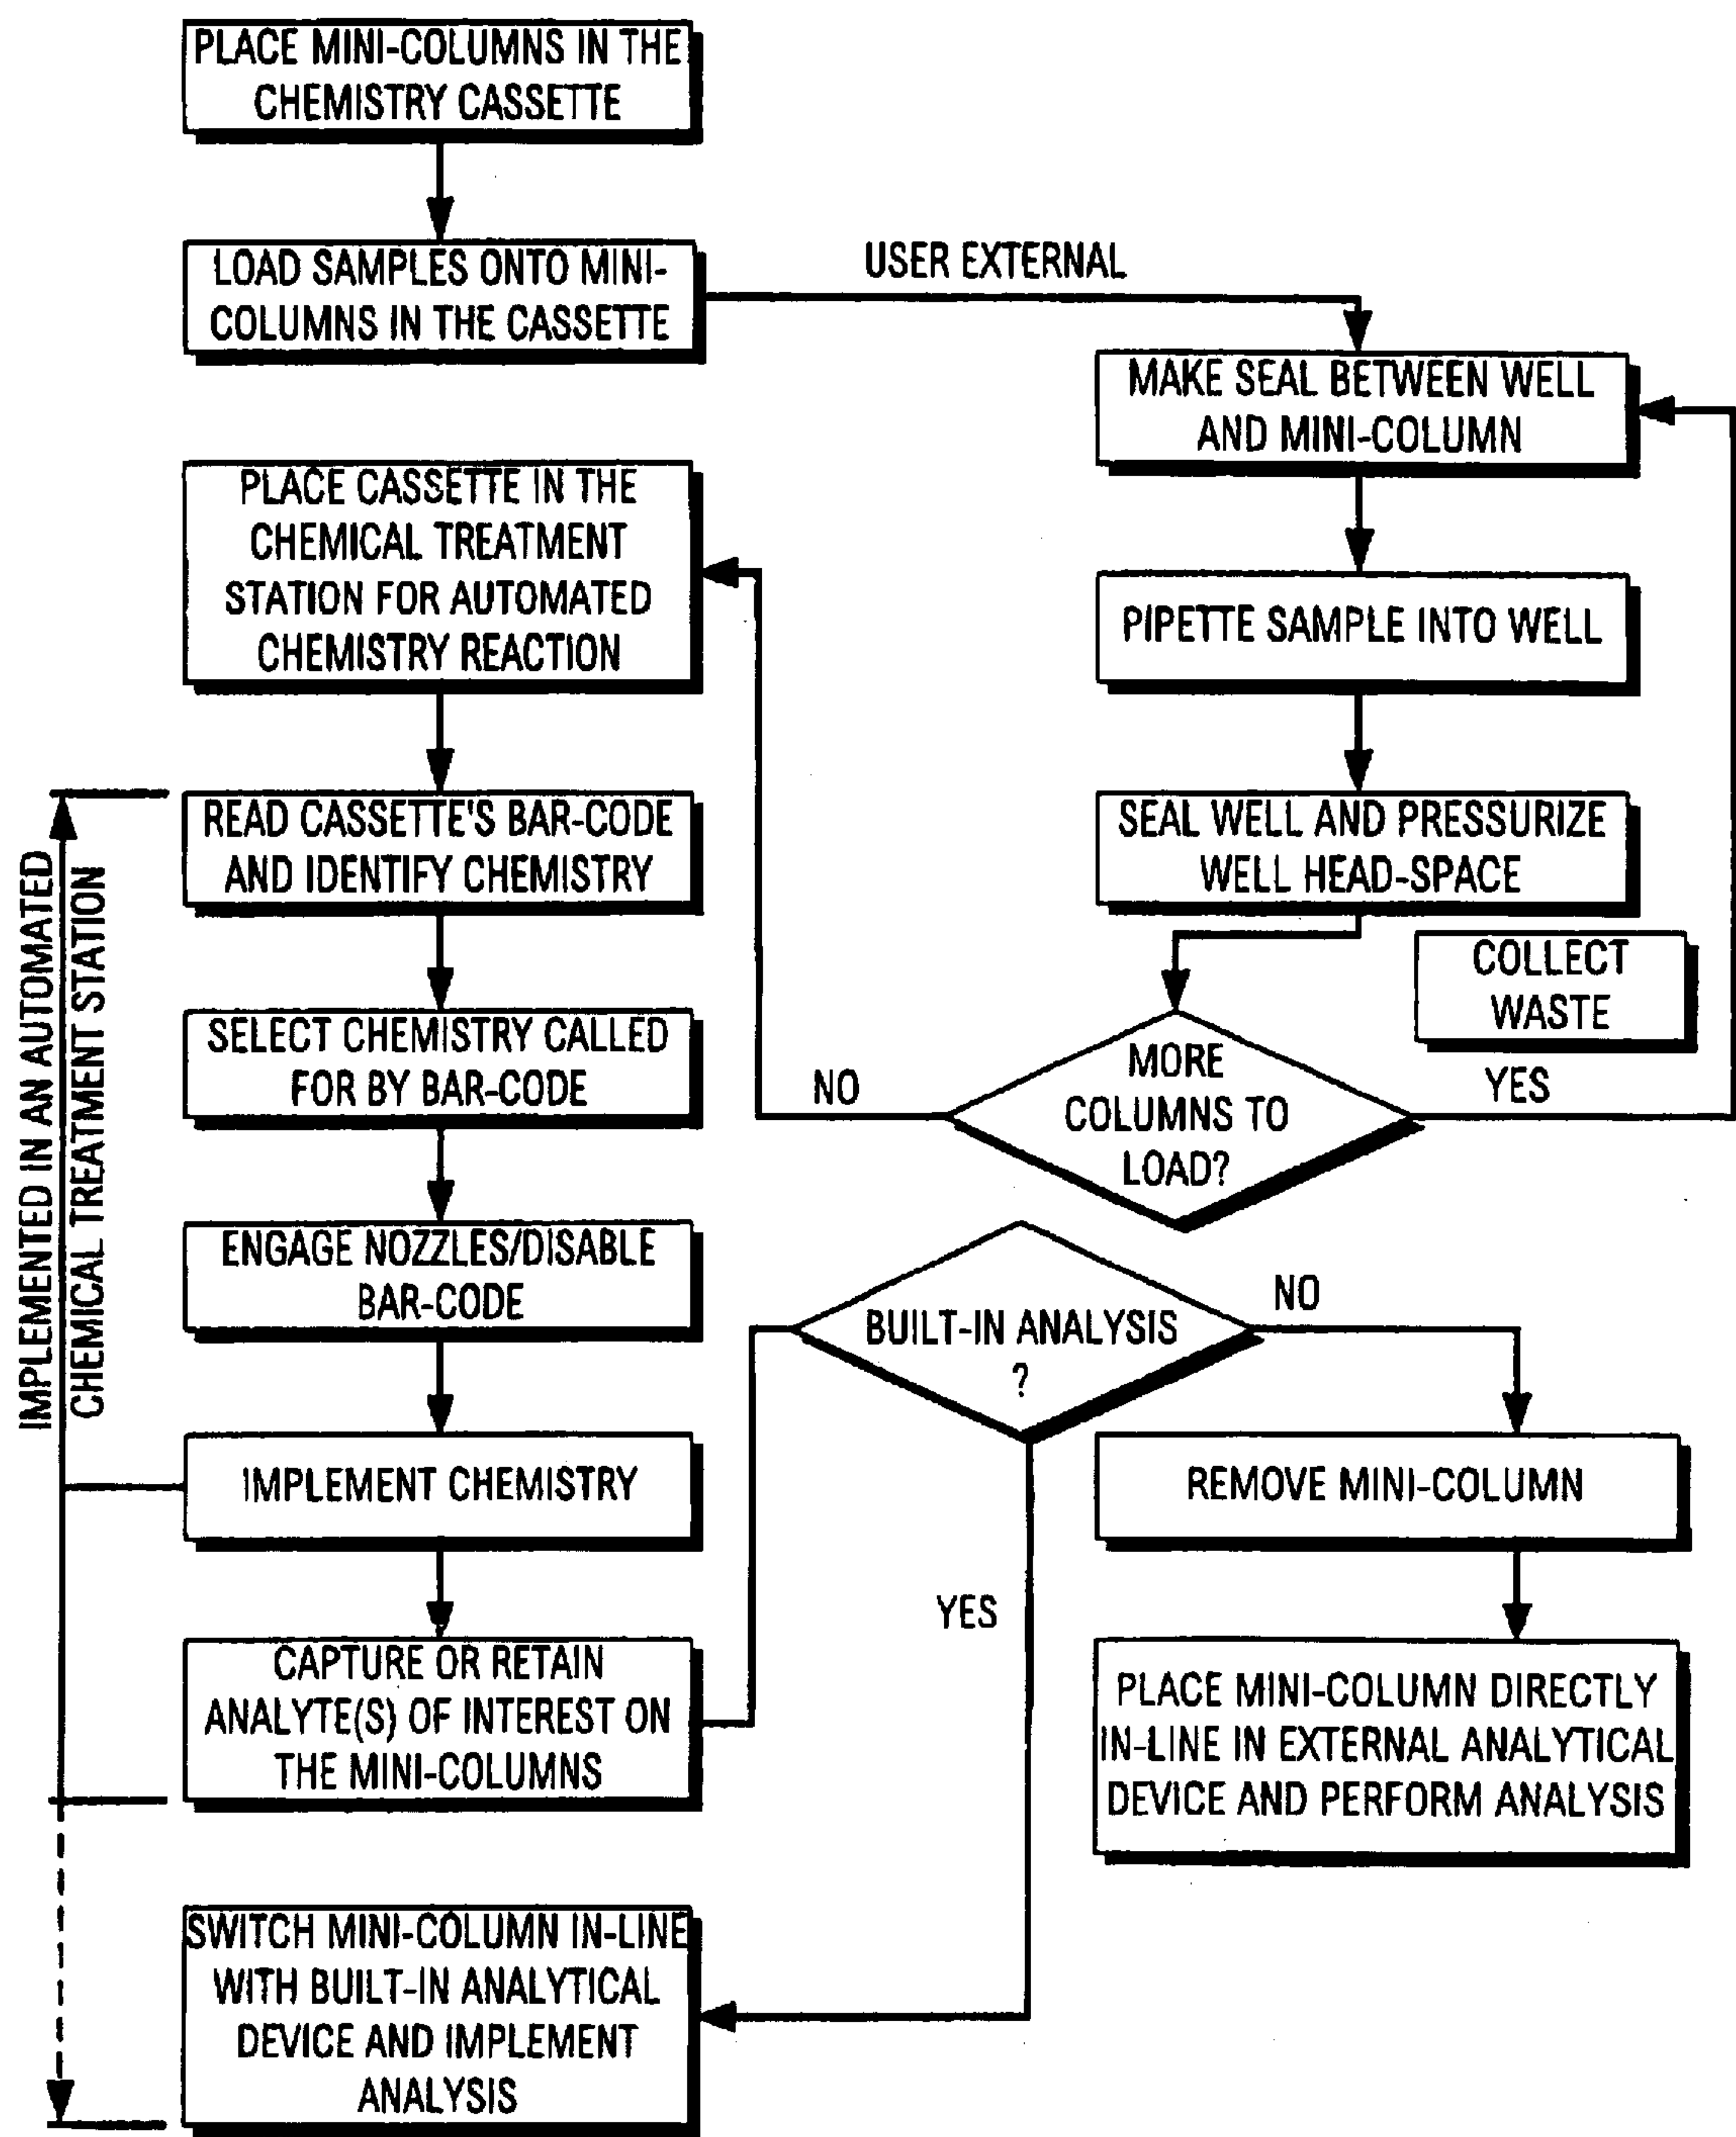 PLACE MINI-COLUMNS IN THE
CHEMISTRY CASSETTE
LOAD SAMPLES ONTO MINI-
COLUMNS IN THE CASSETTE
USER EXTERNAL
MAKE SEAL BETWEEN WELL
AND MINI-COLUMN
PIPETTE SAMPLE INTO WELL
SEAL WELL AND PRESSURIZE
WELL HEAD-SPACE
COLLECT
WASTE
MORE
COLUMNS TO
LOAD?
YES
NO
PLACE CASSETTE IN THE
CHEMICAL TREATMENT
STATION FOR AUTOMATED
CHEMISTRY REACTION
IMPLEMENTED IN AN AUTOMATED
CHEMICAL TREATMENT STATION
READ CASSETTE'S BAR-CODE
AND IDENTIFY CHEMISTRY
SELECT CHEMISTRY CALLED
FOR BY BAR-CODE
ENGAGE NOZZLES/DISABLE
BAR-CODE
IMPLEMENT CHEMISTRY
CAPTURE OR RETAIN
ANALYTE(S) OF INTEREST ON
THE MINI-COLUMNS
BUILT-IN ANALYSIS
?
NO
REMOVE MINI-COLUMN
PLACE MINI-COLUMN DIRECTLY
IN-LINE IN EXTERNAL ANALYTICAL
DEVICE AND PERFORM ANALYSIS
YES
SWITCH MINI-COLUMN IN-LINE
WITH BUILT-IN ANALYTICAL
DEVICE AND IMPLEMENT
ANALYSIS